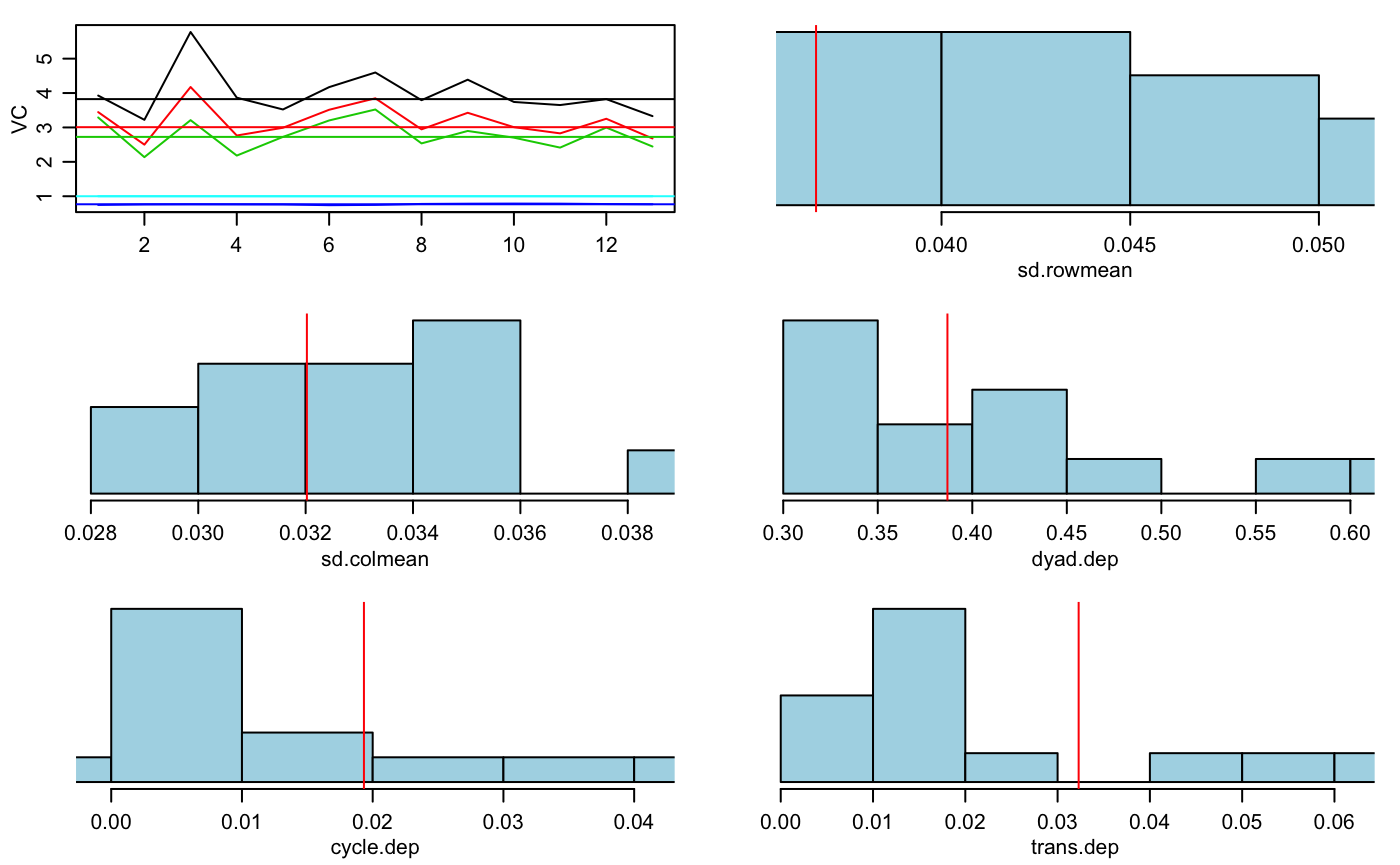 VC
5
4
3
2
1
2 4 6 8 10 12
0.040 0.045 0.050
sd.rowmean
0.028 0.030 0.032 0.034 0.036 0.038
sd.colmean
0.30 0.35 0.40 0.45 0.50 0.55 0.60
dyad.dep
0.00 0.01 0.02 0.03 0.04
cycle.dep
0.00 0.01 0.02 0.03 0.04 0.05 0.06
trans.dep